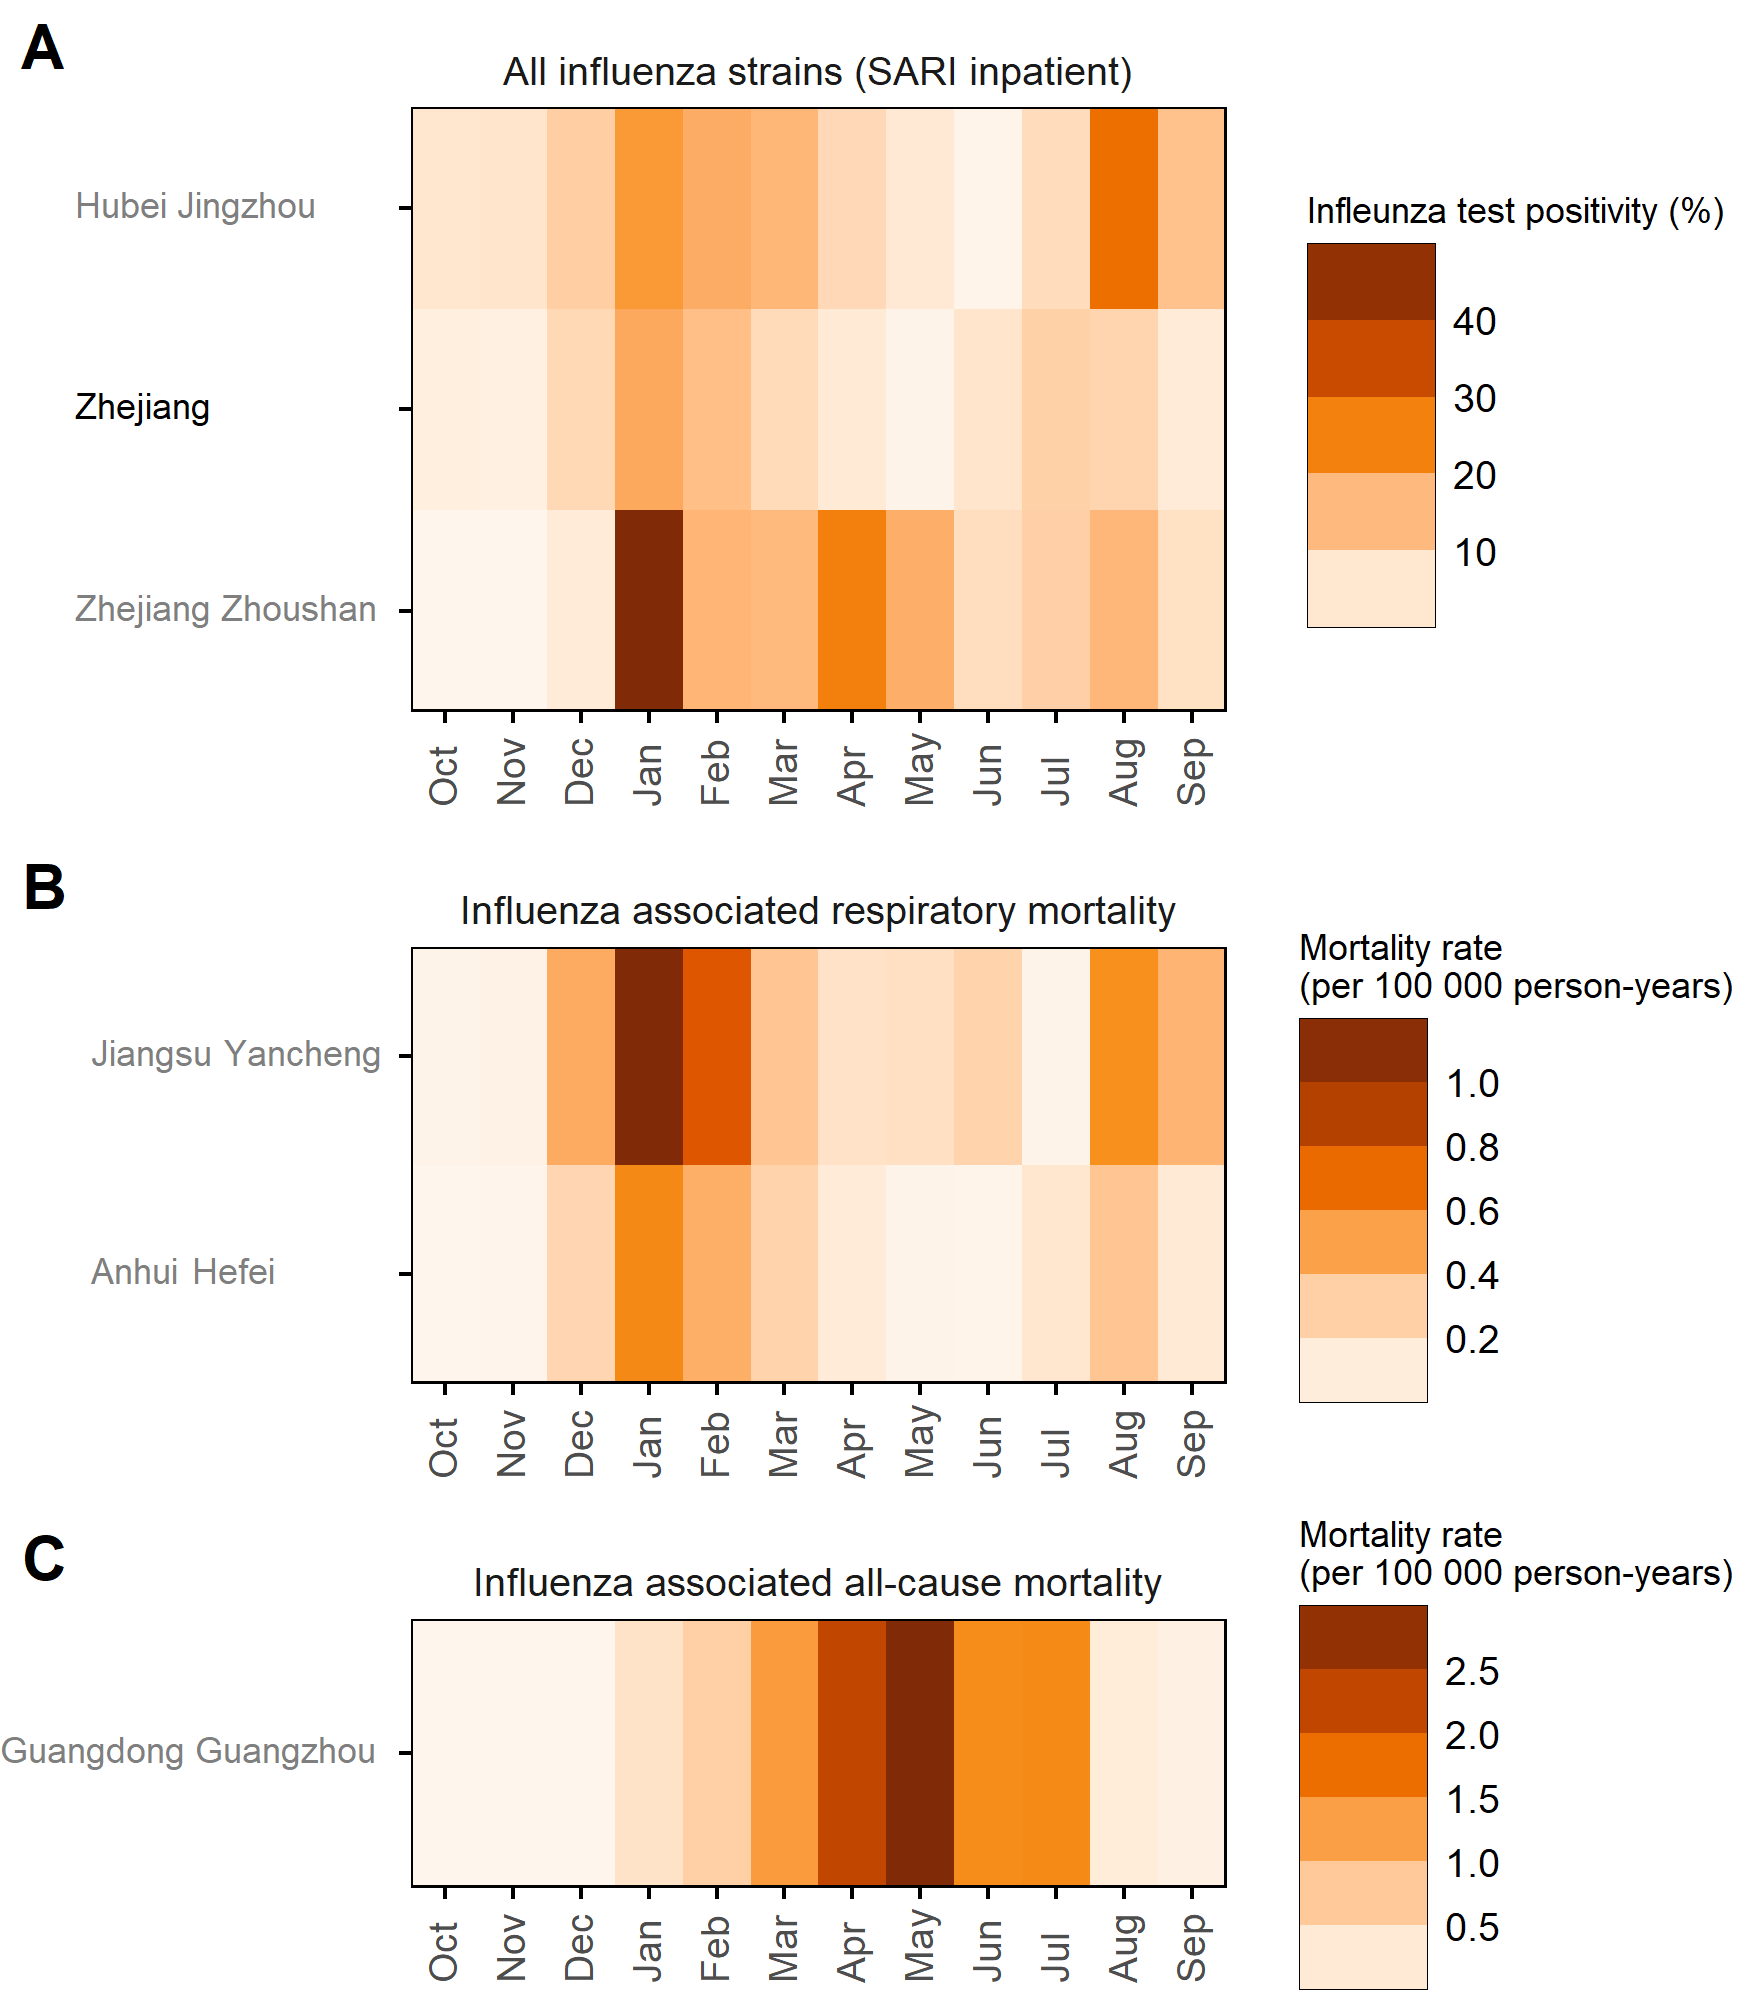 A
All influenza strains (SARI inpatient)
Hubei Jingzhou
Zhejiang
Zhejiang Zhoushan
Oct
Nov
Dec
Jan
Feb
Mar
Apr
May
Jun
Jul
Aug
Sep
Infleunza test positivity (%)
40
30
20
10
B
Influenza associated respiratory mortality
Jiangsu Yancheng
Anhui Hefei
Oct
Nov
Dec
Jan
Feb
Mar
Apr
May
Jun
Jul
Aug
Sep
Mortality rate
(per 100 000 person-years)
1.0
0.8
0.6
0.4
0.2
C
Influenza associated all-cause mortality
Guangdong Guangzhou
Oct
Nov
Dec
Jan
Feb
Mar
Apr
May
Jun
Jul
Aug
Sep
Mortality rate
(per 100 000 person-years)
2.5
2.0
1.5
1.0
0.5